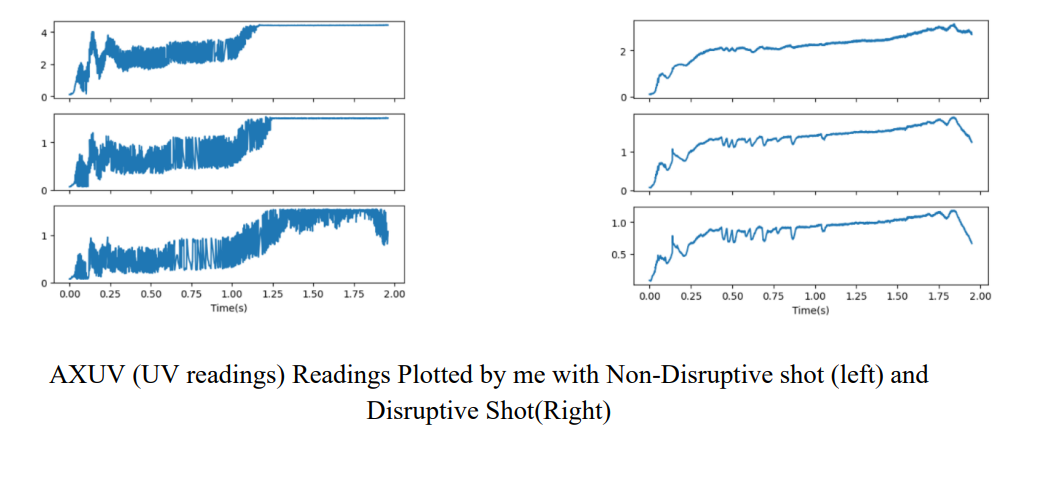 4
2
0
1
0
1
0
0.00 0.25 0.50 0.75 1.00 1.25 1.50 1.75 2.00
Time(s)
2
0
1
0
1.0
0.5
0.00 0.25 0.50 0.75 1.00 1.25 1.50 1.75 2.00
Time(s)
AXUV (UV readings) Readings Plotted by me with Non-Disruptive shot (left) and
Disruptive Shot(Right)